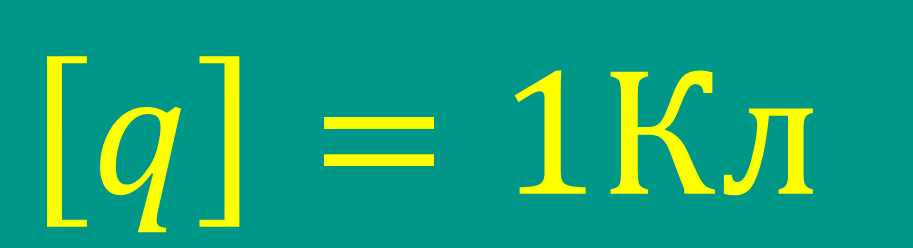 [q] = 1Кл